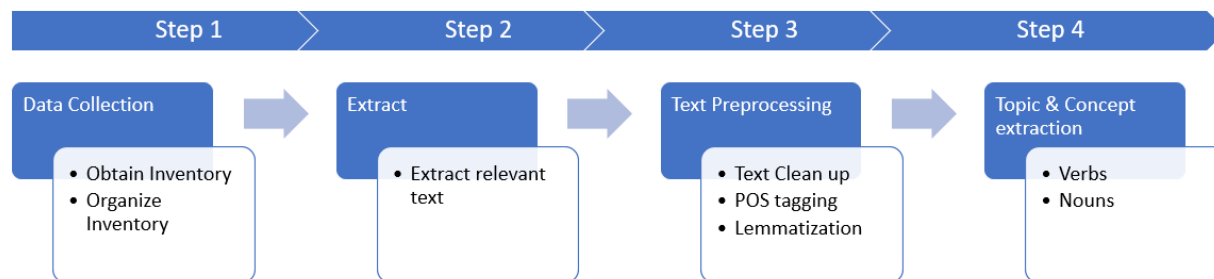 Step 1
Step 2
Step 3
Step 4
Data Collection
• Obtain Inventory
• Organize
Inventory
Extract
• Extract relevant
text
Text Preprocessing
• Text Clean up
• POS tagging
• Lemmatization
Topic & Concept
extraction
• Verbs
• Nouns